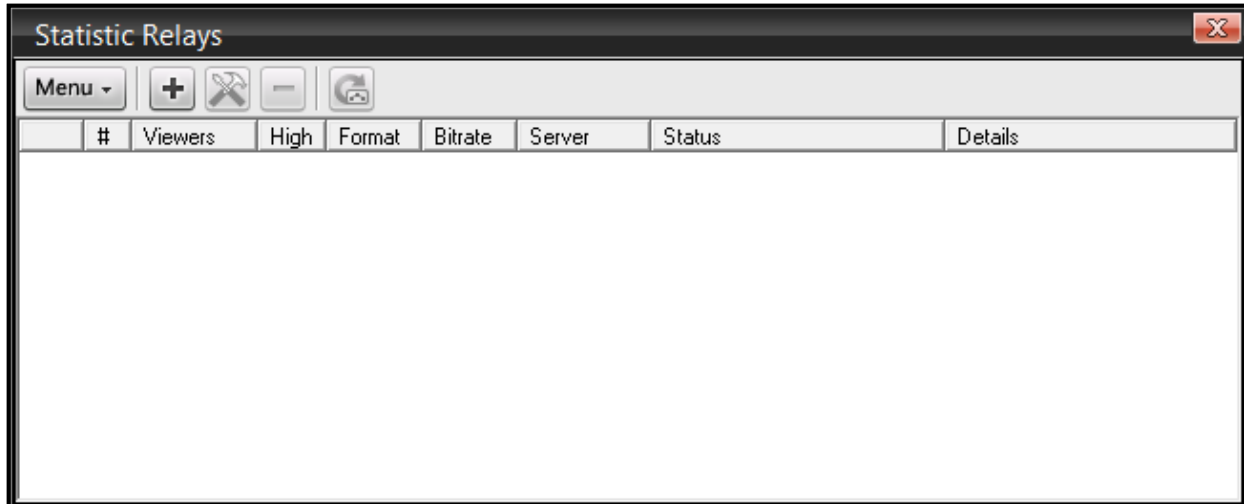 Statistic Relays
Menu
# Viewers High Format Bitrate Server Status Details